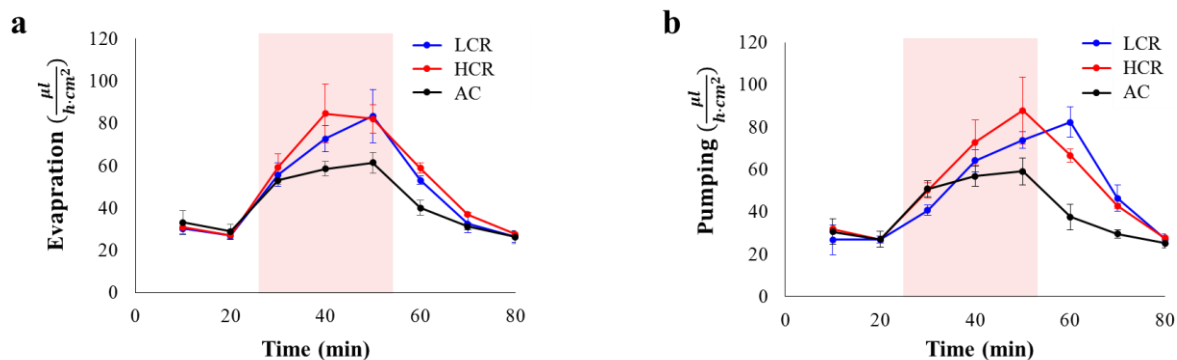 a
Evapration (μl/h·cm²)
120
100
80
60
40
20
0
0 20 40 60 80
Time (min)
LCR
HCR
AC
b
Pumping (μl/h·cm²)
120
100
80
60
40
20
0
0 20 40 60 80
Time (min)
LCR
HCR
AC